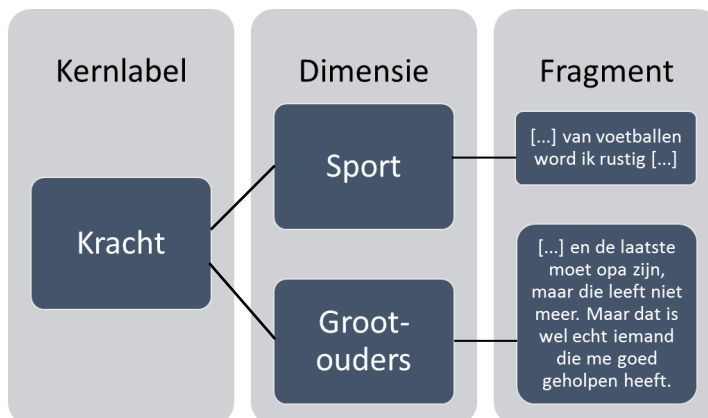 Kernlabel
Dimensie
Fragment
Kracht
Sport
[...] van voetballen
word ik rustig [...]
Groot-
ouders
[...] en de laatste
moet opa zijn,
maar die leeft niet
meer. Maar dat is
wel echt iemand
die me goed
geholpen heeft.